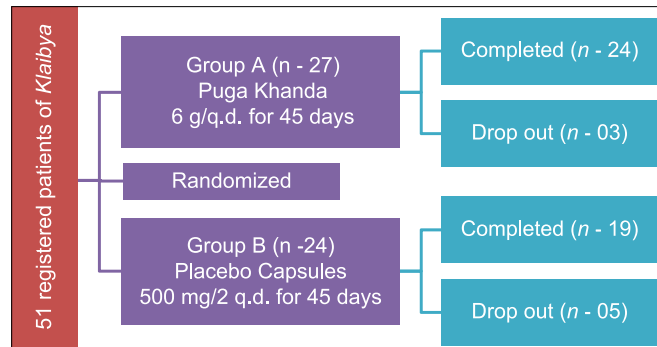 51 registered patients of Klaibya
Group A (n - 27)
Puga Khanda
6 g/q.d. for 45 days
Completed (n - 24)
Drop out (n - 03)
Randomized
Group B (n -24)
Placebo Capsules
500 mg/2 q.d. for 45 days
Completed (n - 19)
Drop out (n - 05)